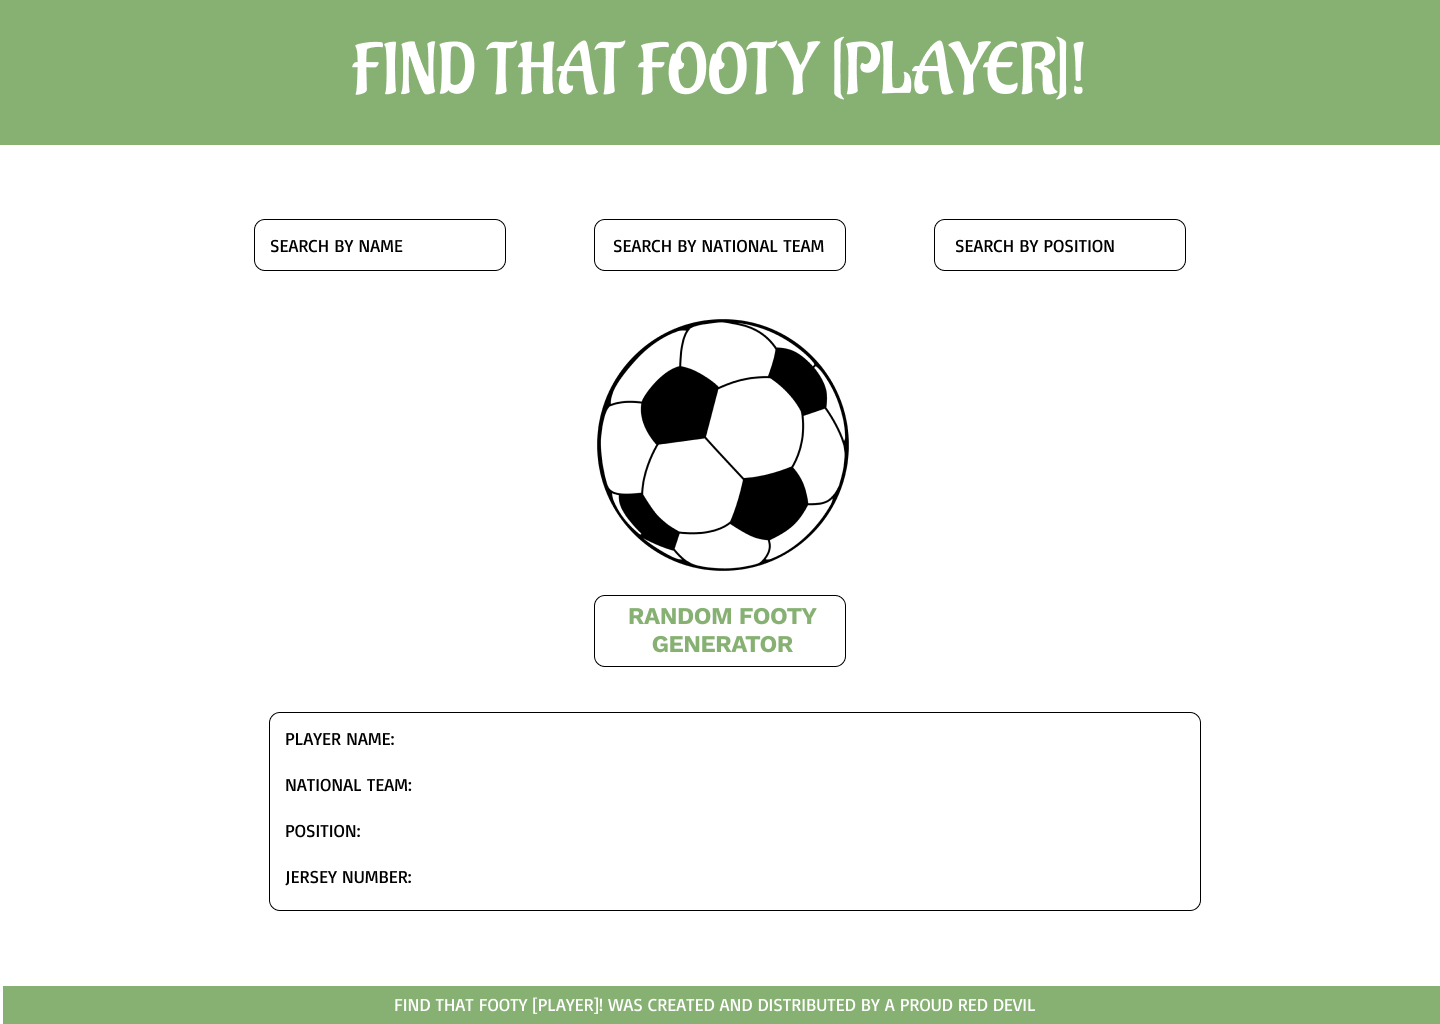 FIND THAT FOOTY [PLAYER]!
SEARCH BY NAME
SEARCH BY NATIONAL TEAM
SEARCH BY POSITION
RANDOM FOOTY
GENERATOR
PLAYER NAME:
NATIONAL TEAM:
POSITION:
JERSEY NUMBER:
FIND THAT FOOTY [PLAYER]! WAS CREATED AND DISTRIBUTED BY A PROUD RED DEVIL